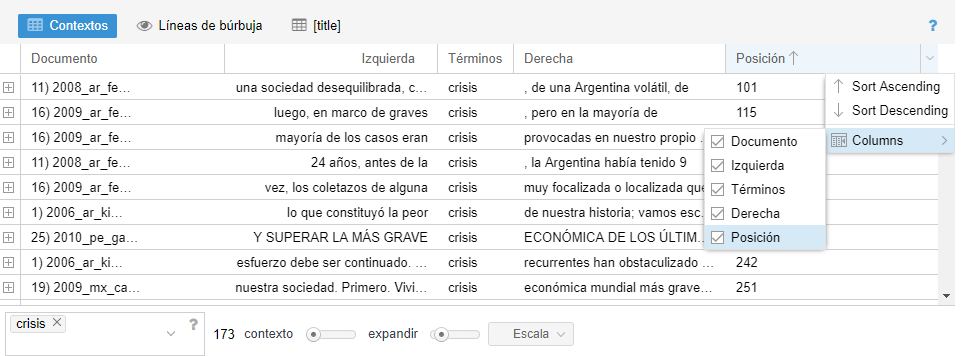 Contextos Líneas de búrbuja [title] ?
Documento Izquierda Términos Derecha Posición
11) 2008_ar_fe… una sociedad desequilibrada, c… crisis , de una Argentina volátil, de 101 Sort Ascending
16) 2009_ar_fe… luego, en marco de graves crisis , pero en la mayoría de 115 Sort Descending
16) 2009_ar_fe… mayoría de los casos eran crisis provocadas en nuestro propio Documento Columns
11) 2008_ar_fe… 24 años, antes de la crisis , la Argentina había tenido 9 Izquierda
16) 2009_ar_fe… vez, los coletazos de alguna crisis muy focalizada o localizada que Términos
1) 2006_ar_ki… lo que constituyó la peor crisis de nuestra historia; vamos esc… Derecha
25) 2010_pe_ga… Y SUPERAR LA MÁS GRAVE crisis ECONÓMICA DE LOS ÚLTIM… Posición
1) 2006_ar_ki… esfuerzo debe ser continuado. … crisis recurrentes han obstaculizado … 242
19) 2009_mx_ca… nuestra sociedad. Primero. Vivi… crisis económica mundial más grave… 251
crisis ? 173 contexto expandir Escala